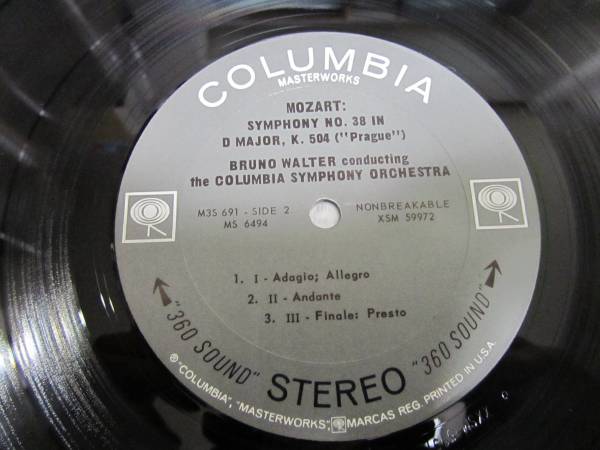 COLUMBIA
MASTERWORKS
MOZART:
SYMPHONY NO. 38 IN
D MAJOR, K. 504 ("Prague")
BRUNO WALTER conducting
the COLUMBIA SYMPHONY ORCHESTRA
M3S 691 - SIDE 2
MS 6494
NONBREAKABLE
XSM 59972
1. I - Adagio; Allegro
2. II - Andante
3. III - Finale: Presto
"360 SOUND" STEREO "360 SOUND"
® "COLUMBIA", "MASTERWORKS", MARCAS REG. PRINTED IN U.S.A.